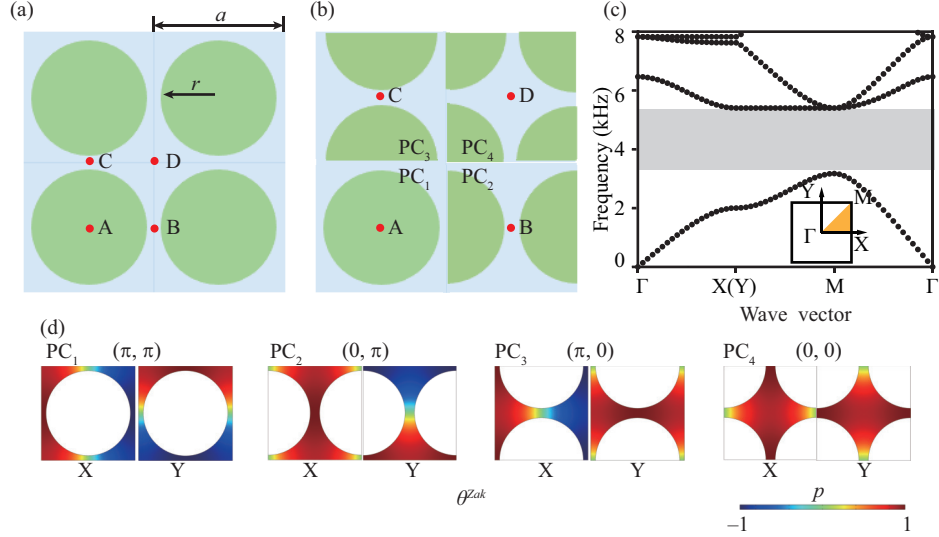 (a)
a
r
C
D
A
B
(b)
C
D
PC3
PC4
PC1
PC2
A
B
(c)
8
6
4
2
0
Frequency (kHz)
Y
M
Γ
X
Γ
X(Y)
M
Γ
Wave vector
(d)
PC1 (π, π)
X
Y
PC2 (0, π)
X
Y
PC3 (π, 0)
X
Y
PC4 (0, 0)
X
Y
θ^Zak
p
−1
1